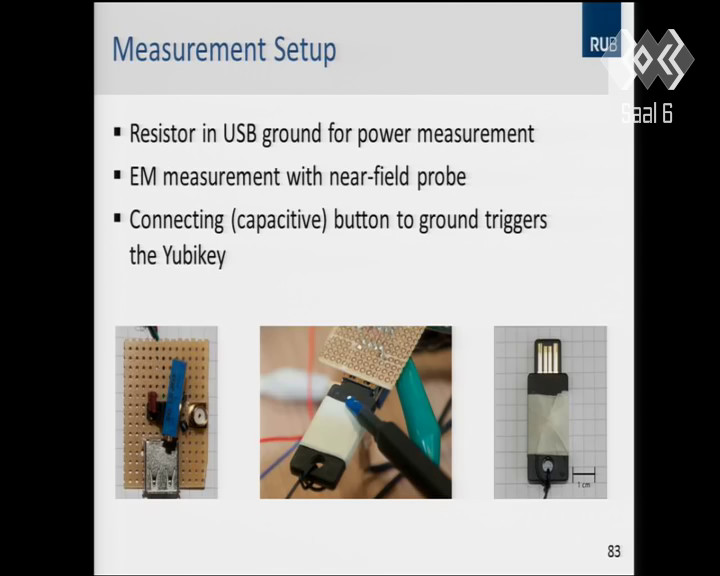 Measurement Setup
RUB
Saal 6
▪ Resistor in USB ground for power measurement
▪ EM measurement with near-field probe
▪ Connecting (capacitive) button to ground triggers
the Yubikey
1 cm
83